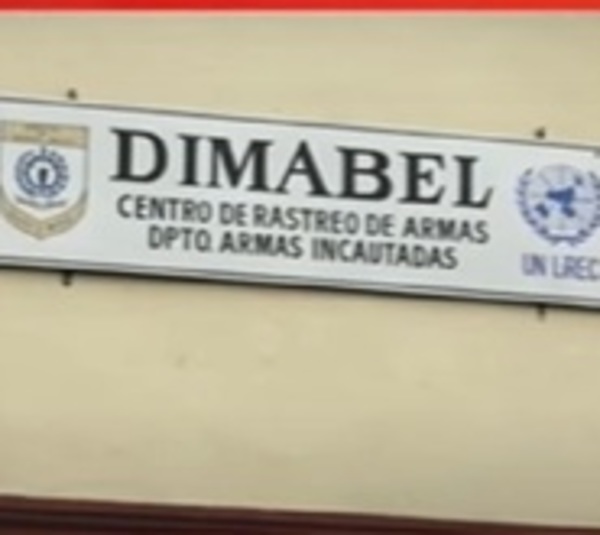 DIMABEL
CENTRO DE RASTREO DE ARMAS
DPTO. ARMAS INCAUTADAS
UN LIREC